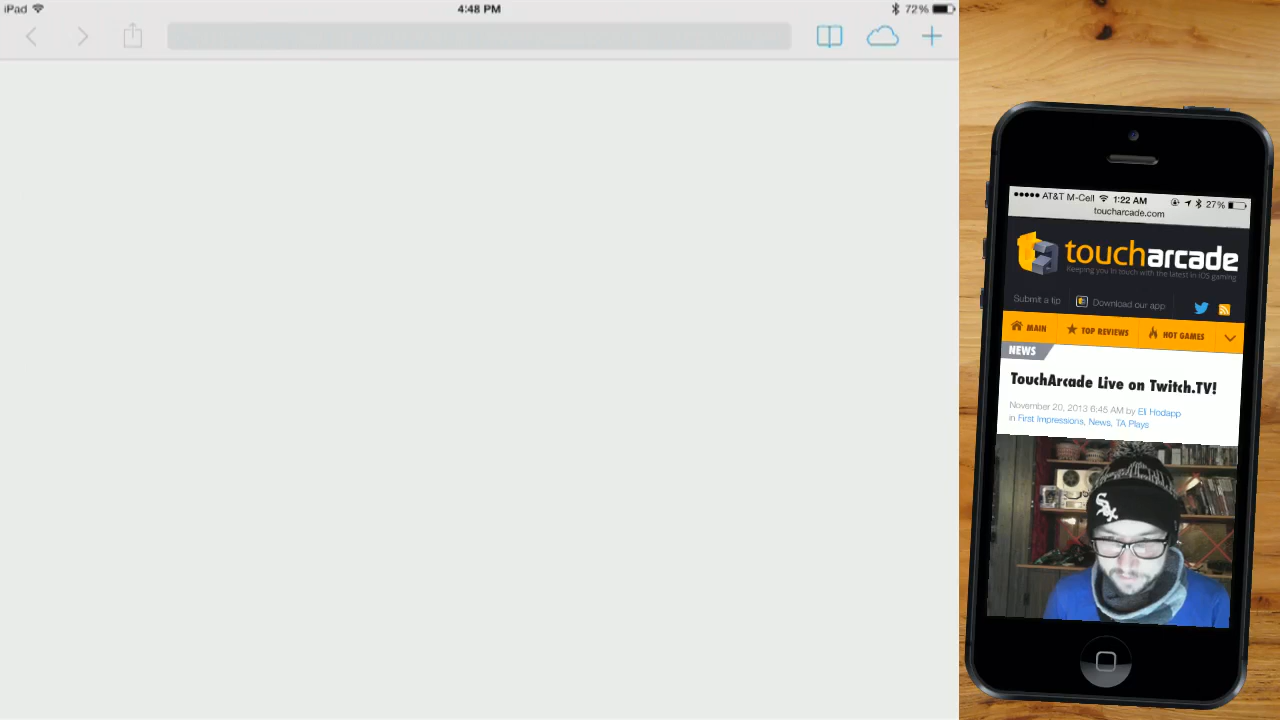 iPad 4:48 PM 72%
AT&T M-Cell 1:22 AM 27%
toucharcade.com
toucharcade
Keeping you in touch with the latest in iOS gaming
Submit a tip Download our app
MAIN TOP REVIEWS HOT GAMES
NEWS
TouchArcade Live on Twitch.TV!
November 20, 2013 6:45 AM by Eli Hodapp
in First Impressions, News, TA Plays
Sox